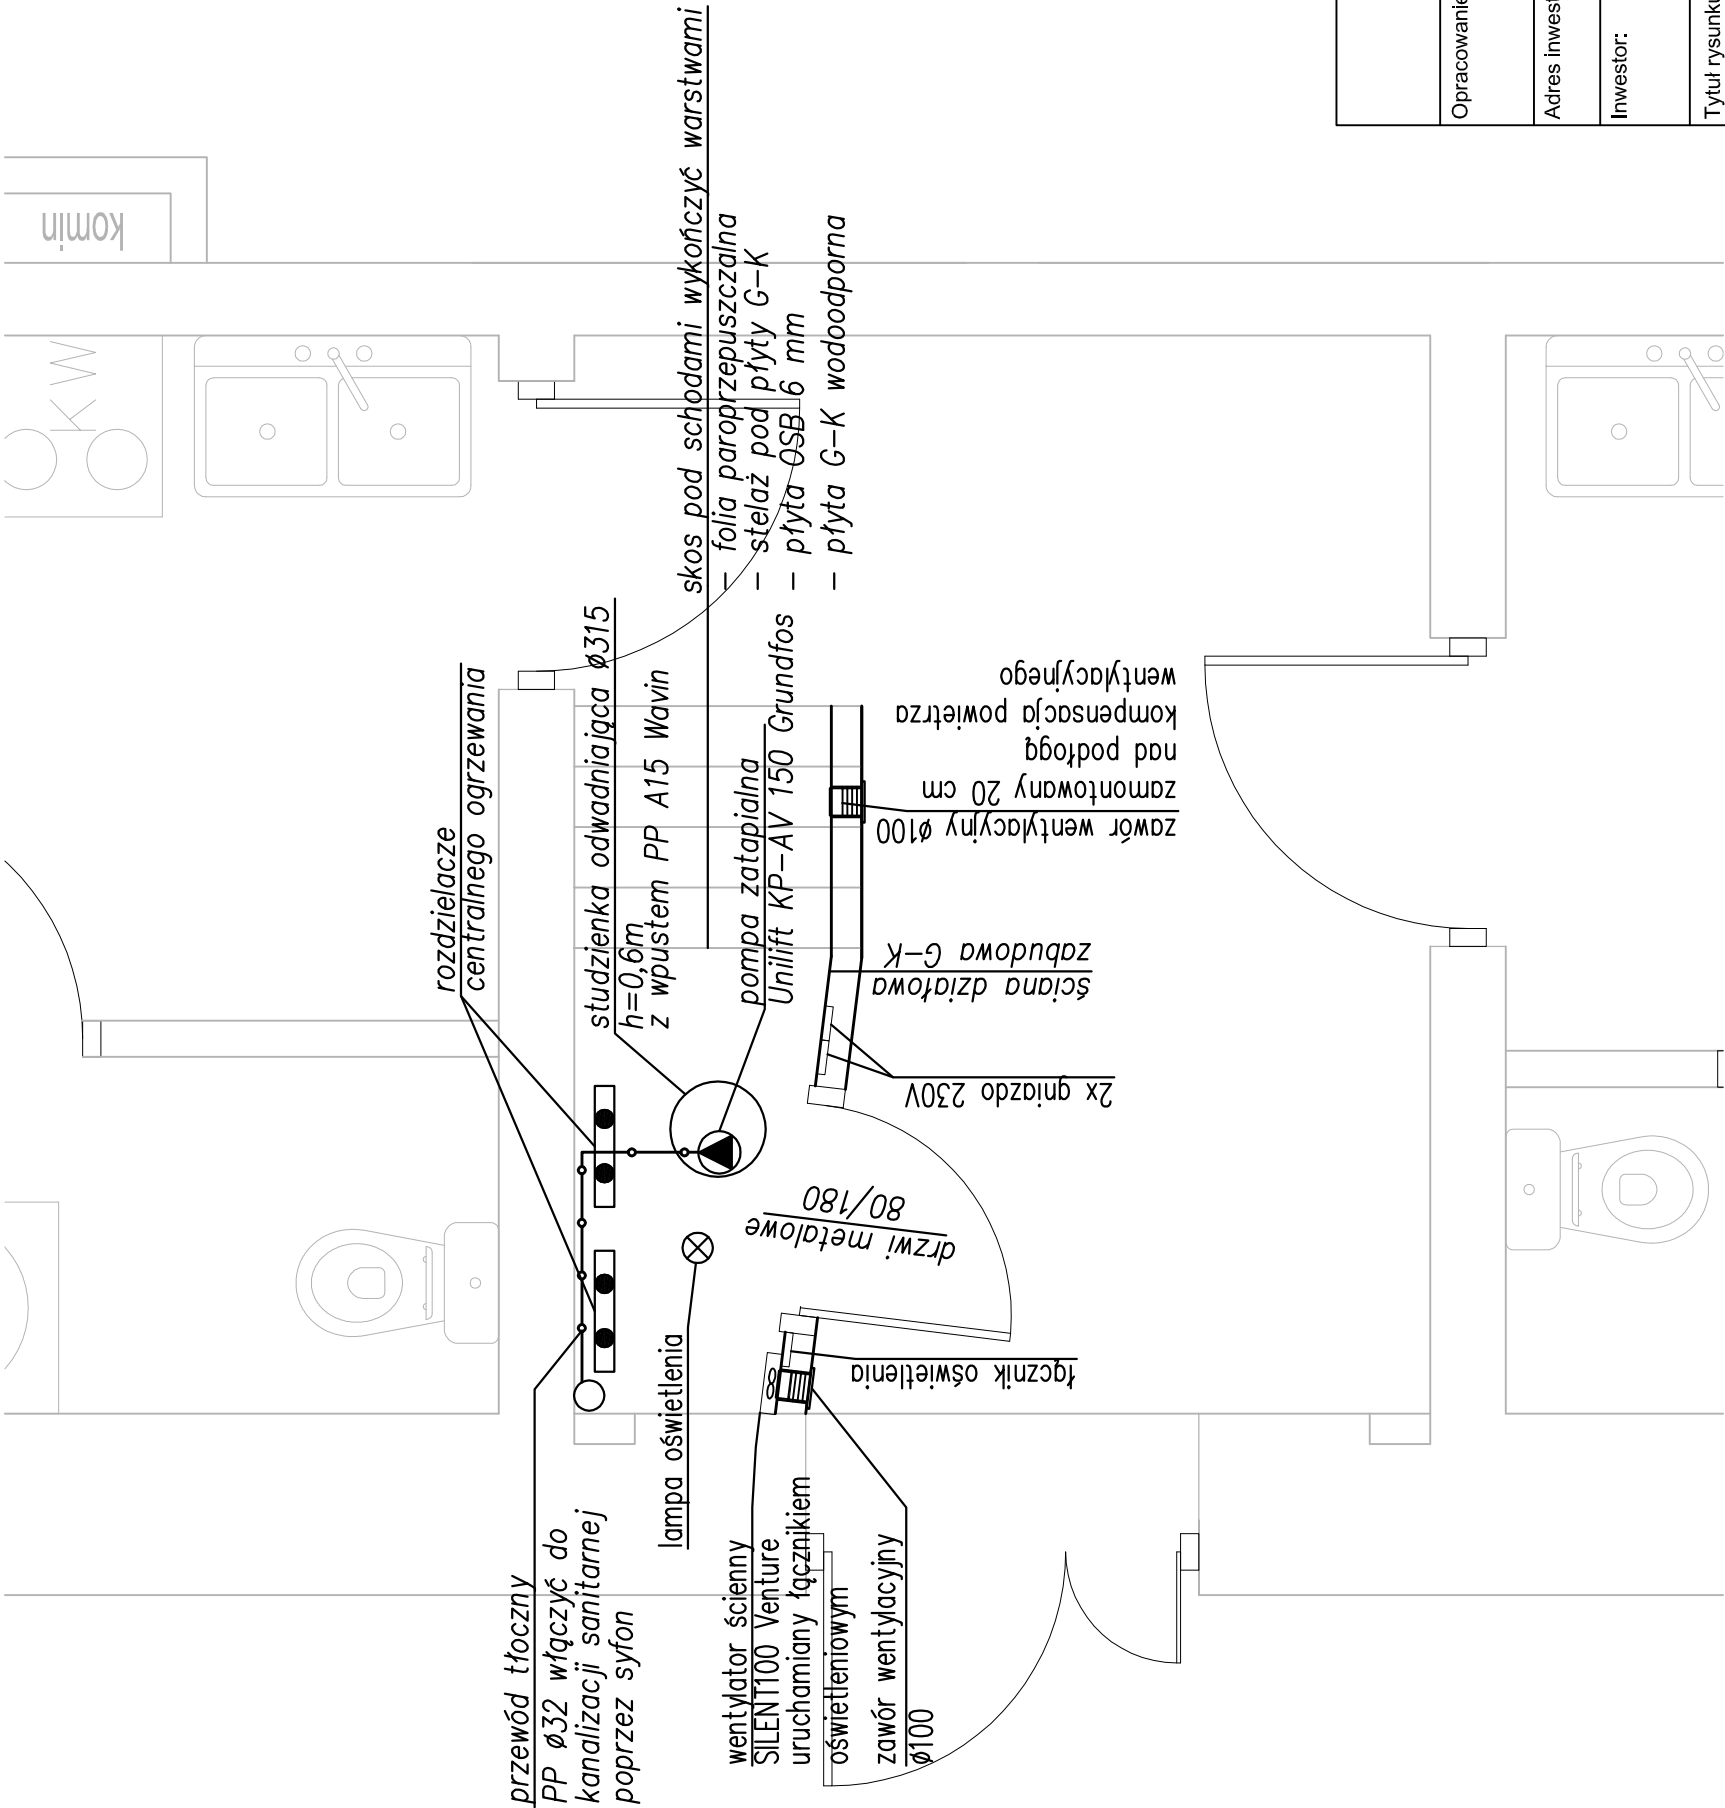 komin
KW
Opracowanie
Adres inwest
Inwestor:
Tytuł rysunku
skos pod schodami wykończyć warstwami
- folia paroprzepuszczalna
- stelaż pod płyty G-K
- płyta OSB 6 mm
- płyta G-K wodoodporna
rozdzielacze
centralnego ogrzewania
studzienka odwadniająca ø315
h=0,6m
z wpustem PP A15 Wavin
pompa zatapialna
Unilift KP-AV 150 Grundfos
zawór wentylacyjny ø100
zamontowany 20 cm
nad podłogą
kompensacja powietrza
wentylacyjnego
ściana działowa
zabudowa G-K
2x gniazdo 230V
drzwi metalowe
80/180
łącznik oświetlenia
lampa oświetlenia
przewód tłoczny
PP ø32 włączyć do
kanalizacji sanitarnej
poprzez syfon
wentylator ścienny
SILENT100 Venture
uruchamiany łącznikiem
oświetleniowym
zawór wentylacyjny
ø100